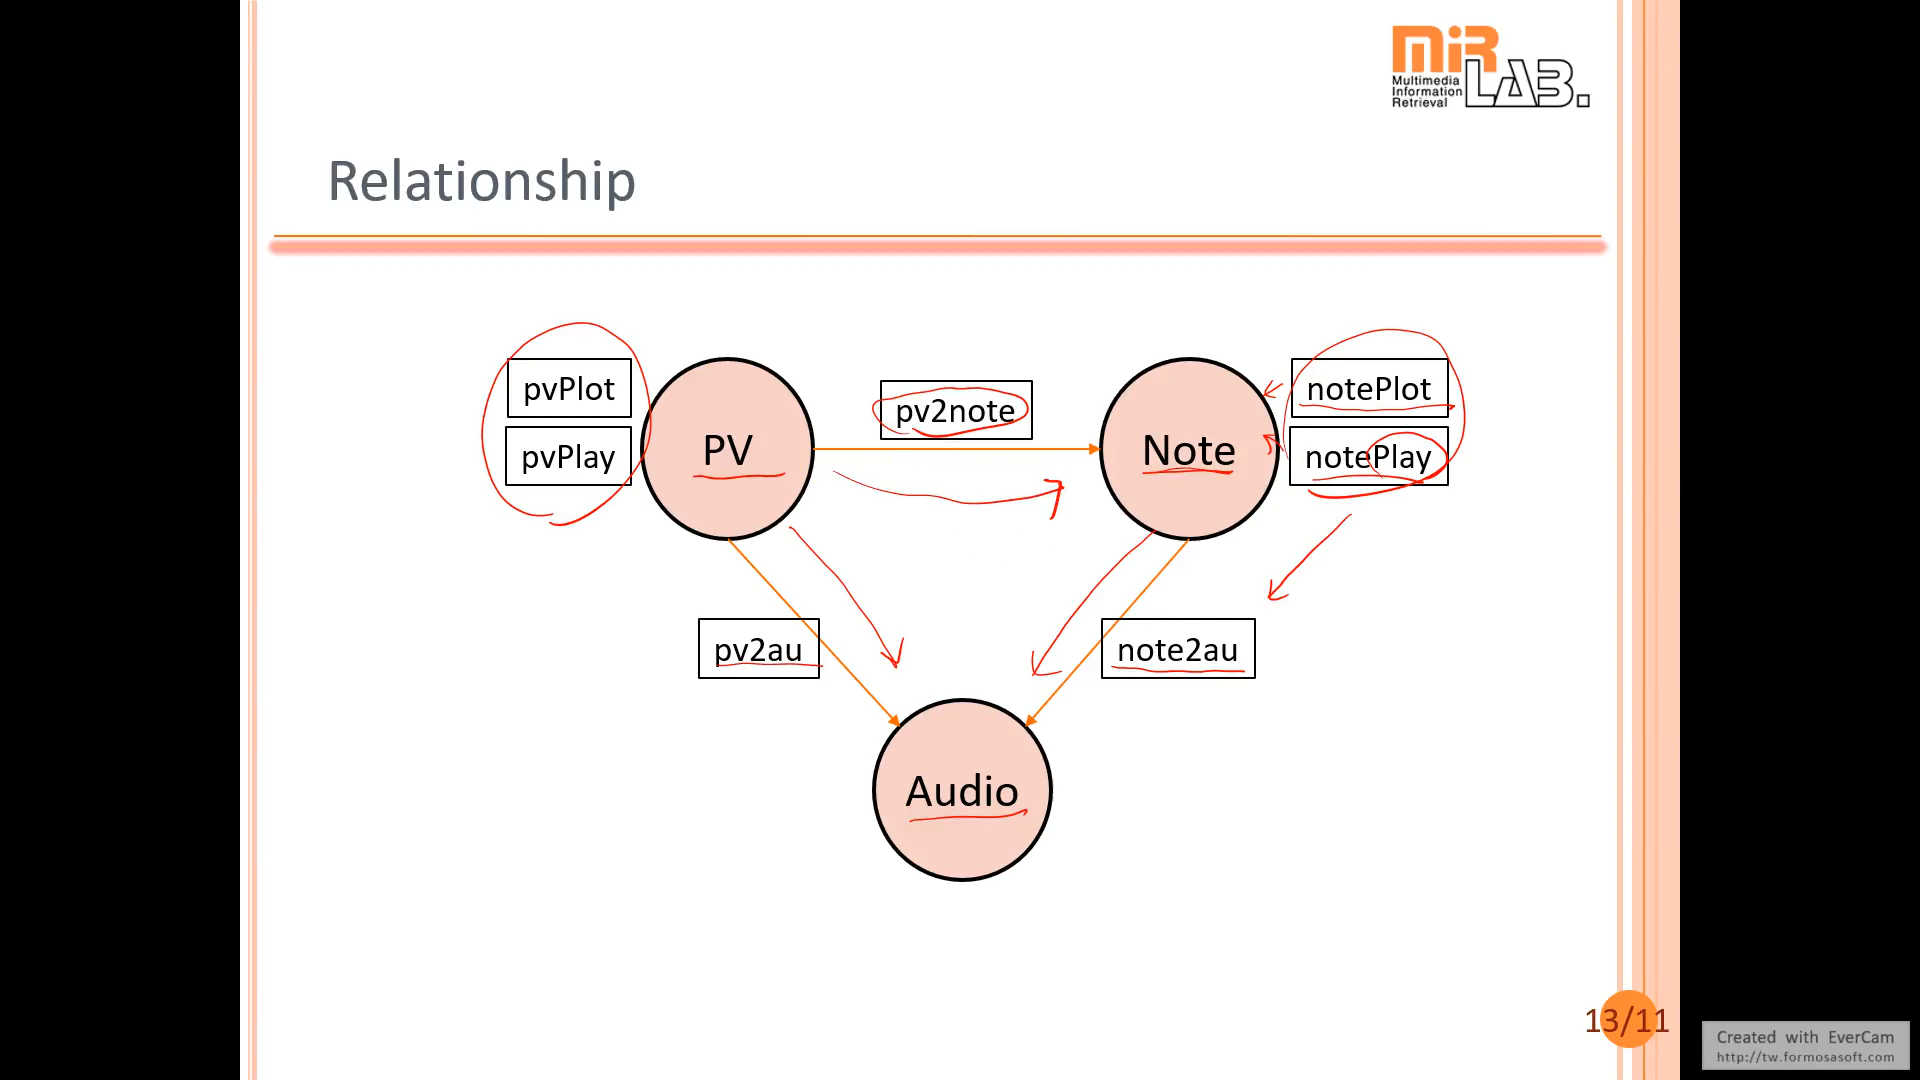 MiR
LAB.
Multimedia
Information
Retrieval
Relationship
pvPlot
pvPlay
PV
pv2note
Note
notePlot
notePlay
pv2au
note2au
Audio
13/11
Created with EverCam
http://tw.formosasoft.com